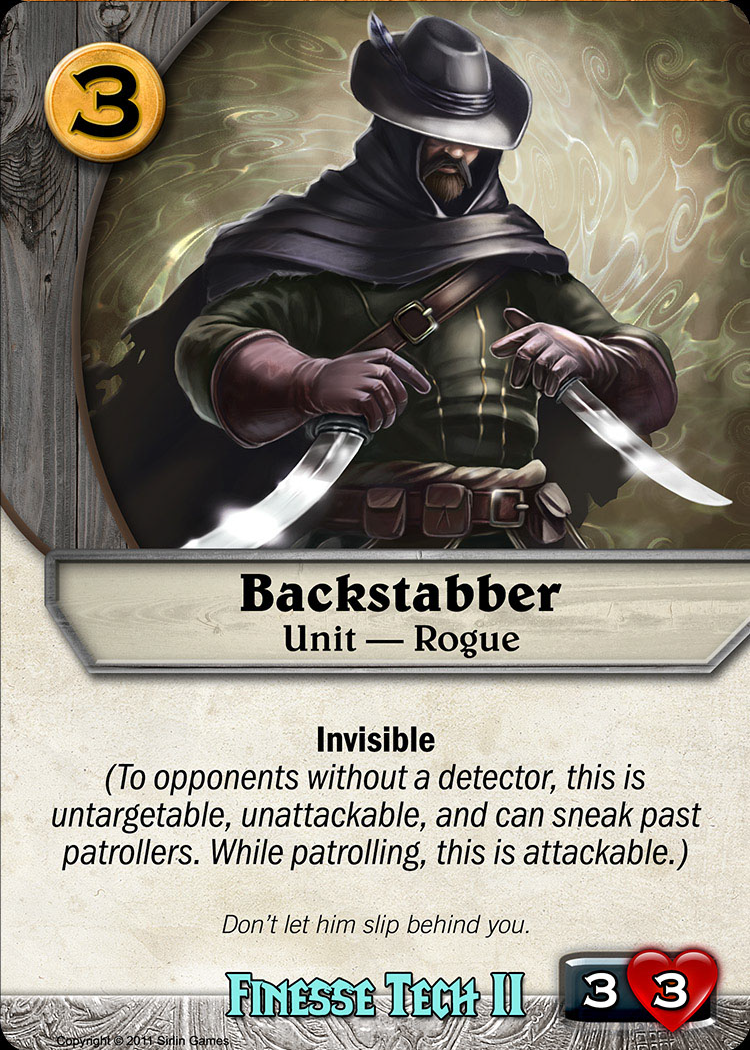 3
Backstabber
Unit — Rogue
Invisible
(To opponents without a detector, this is
untargetable, unattackable, and can sneak past
patrollers. While patrolling, this is attackable.)
Don't let him slip behind you.
Finesse Tech II
3 3
Copyright © 2011 Sirlin Games